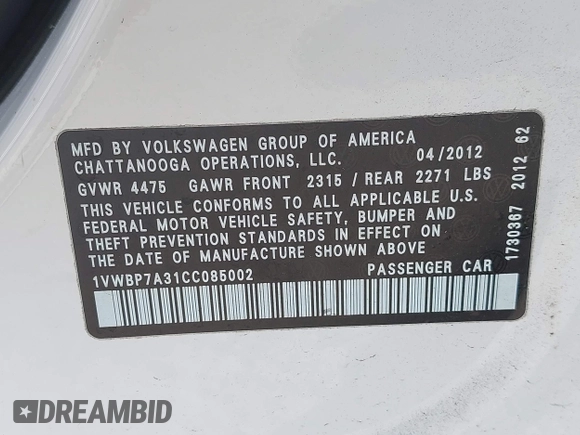 MFD BY VOLKSWAGEN GROUP OF AMERICA
CHATTANOOGA OPERATIONS, LLC. 04/2012
GVWR 4475 GAWR FRONT 2315 / REAR 2271 LBS
THIS VEHICLE CONFORMS TO ALL APPLICABLE U.S.
FEDERAL MOTOR VEHICLE SAFETY, BUMPER AND
THEFT PREVENTION STANDARDS IN EFFECT ON
THE DATE OF MANUFACTURE SHOWN ABOVE
1VWBP7A31CC085002 PASSENGER CAR
1730367 2012 62
DREAMBID